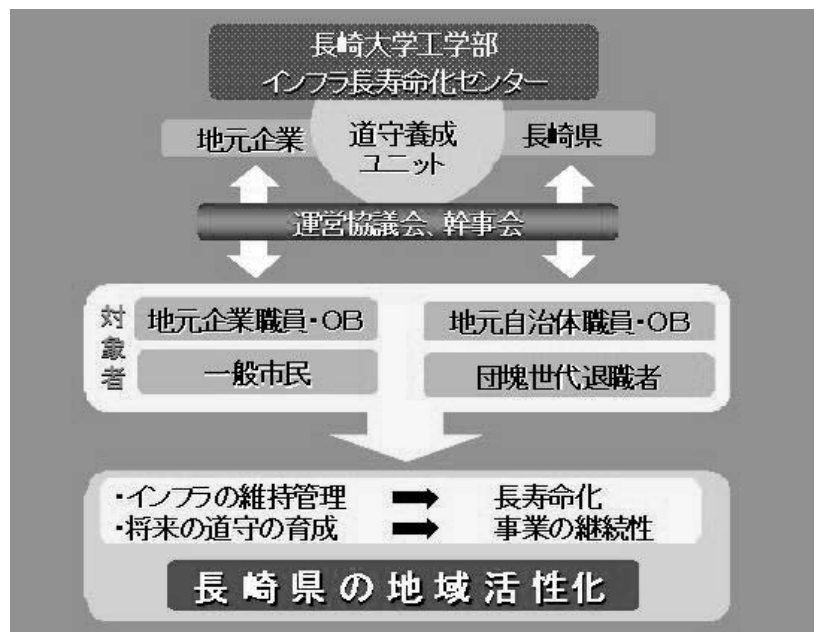 長崎大学工学部
インフラ長寿命化センター
地元企業
道守養成
ユニット
長崎県
運営協議会、幹事会
対象者
地元企業職員・OB
地元自治体職員・OB
一般市民
団塊世代退職者
・インフラの維持管理 ➡ 長寿命化
・将来の道守の育成 ➡ 事業の継続性
長崎県の地域活性化